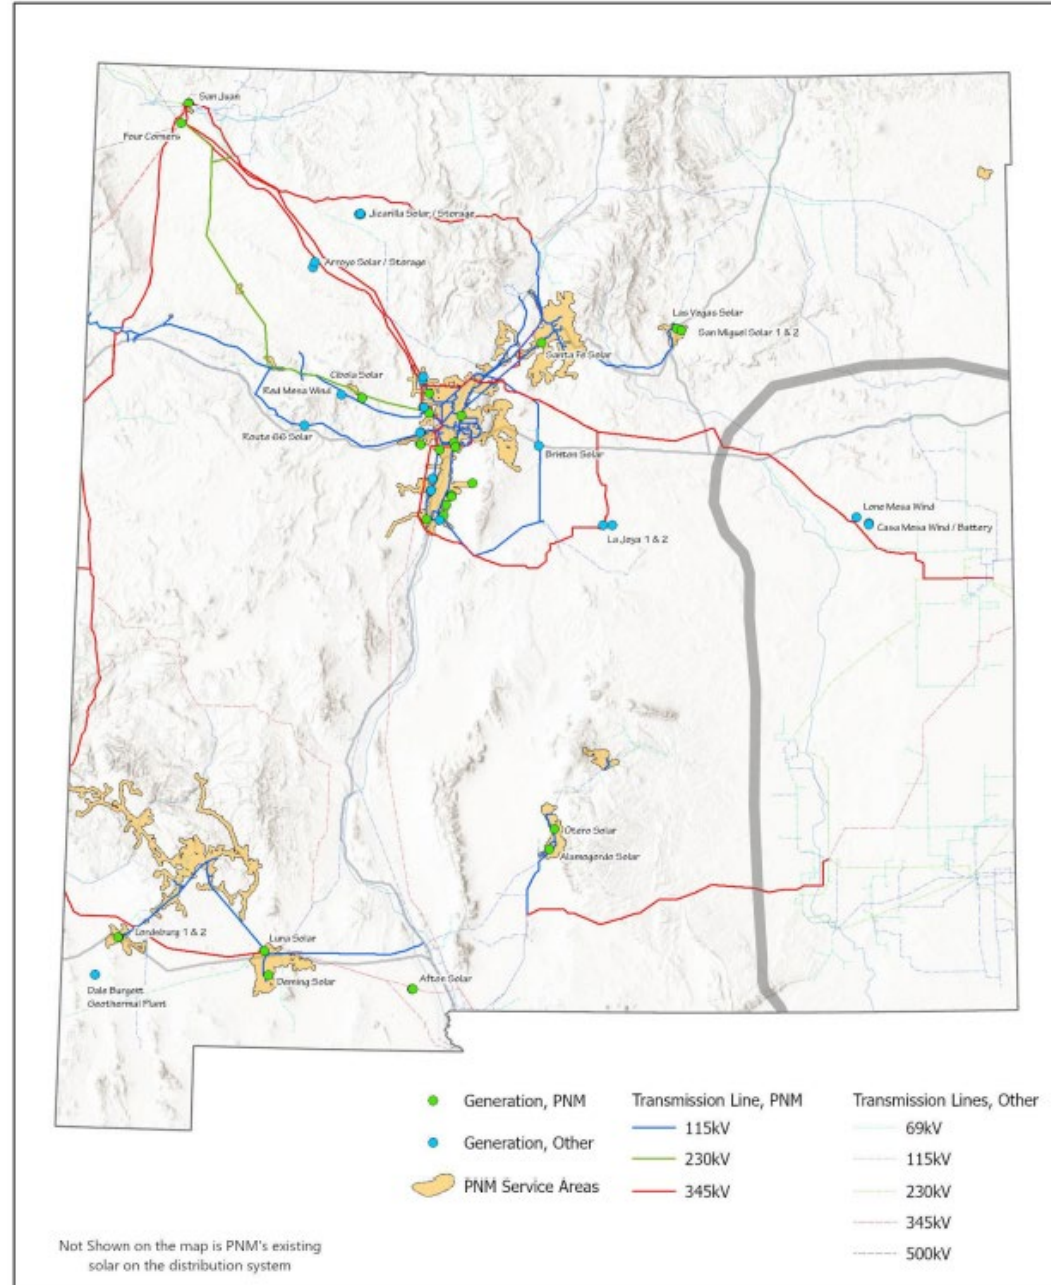 San Juan
Four Corners
Jicarilla Solar / Storage
Arroyo Solar / Storage
Las Vegas Solar
San Miguel Solar 1 & 2
Santa Fe Solar
Cibola Solar
Red Mesa Wind
Route 66 Solar
Britton Solar
Lone Mesa Wind
Casa Mesa Wind / Battery
La Joya 1 & 2
Otero Solar
Alamogordo Solar
Lordsburg 1 & 2
Luna Solar
Deming Solar
Afton Solar
Dale Burgett
Geothermal Plant
Generation, PNM
Generation, Other
PNM Service Areas
Transmission Line, PNM
115kV
230kV
345kV
Transmission Lines, Other
69kV
115kV
230kV
345kV
500kV
Not Shown on the map is PNM's existing
solar on the distribution system